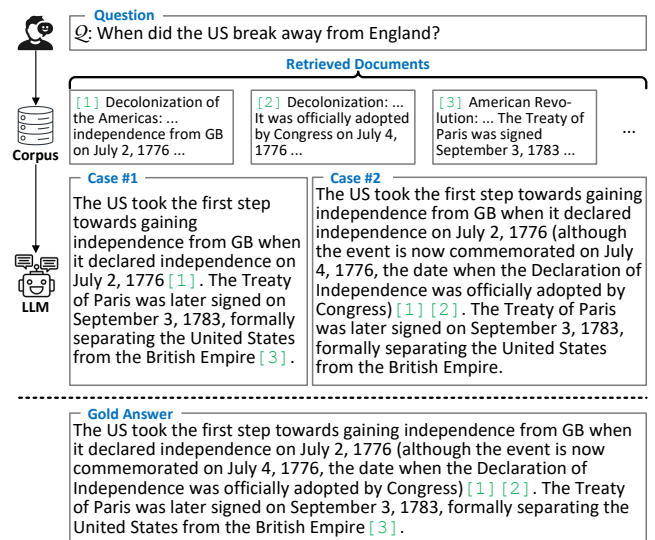 Question
Q: When did the US break away from England?
Retrieved Documents
[1] Decolonization of
the Americas: ...
independence from GB
on July 2, 1776 ...
[2] Decolonization: ...
It was officially adopted
by Congress on July 4,
1776 ...
[3] American Revo-
lution: ... The Treaty of
Paris was signed
September 3, 1783 ...
...
Corpus
Case #1
The US took the first step
towards gaining
independence from GB when
it declared independence on
July 2, 1776 [1]. The Treaty
of Paris was later signed on
September 3, 1783, formally
separating the United States
from the British Empire [3].
Case #2
The US took the first step towards gaining
independence from GB when it declared
independence on July 2, 1776 (although
the event is now commemorated on July
4, 1776, the date when the Declaration of
Independence was officially adopted by
Congress) [1] [2]. The Treaty of Paris
was later signed on September 3, 1783,
formally separating the United States
from the British Empire.
LLM
Gold Answer
The US took the first step towards gaining independence from GB when
it declared independence on July 2, 1776 (although the event is now
commemorated on July 4, 1776, the date when the Declaration of
Independence was officially adopted by Congress) [1] [2]. The Treaty
of Paris was later signed on September 3, 1783, formally separating the
United States from the British Empire [3].